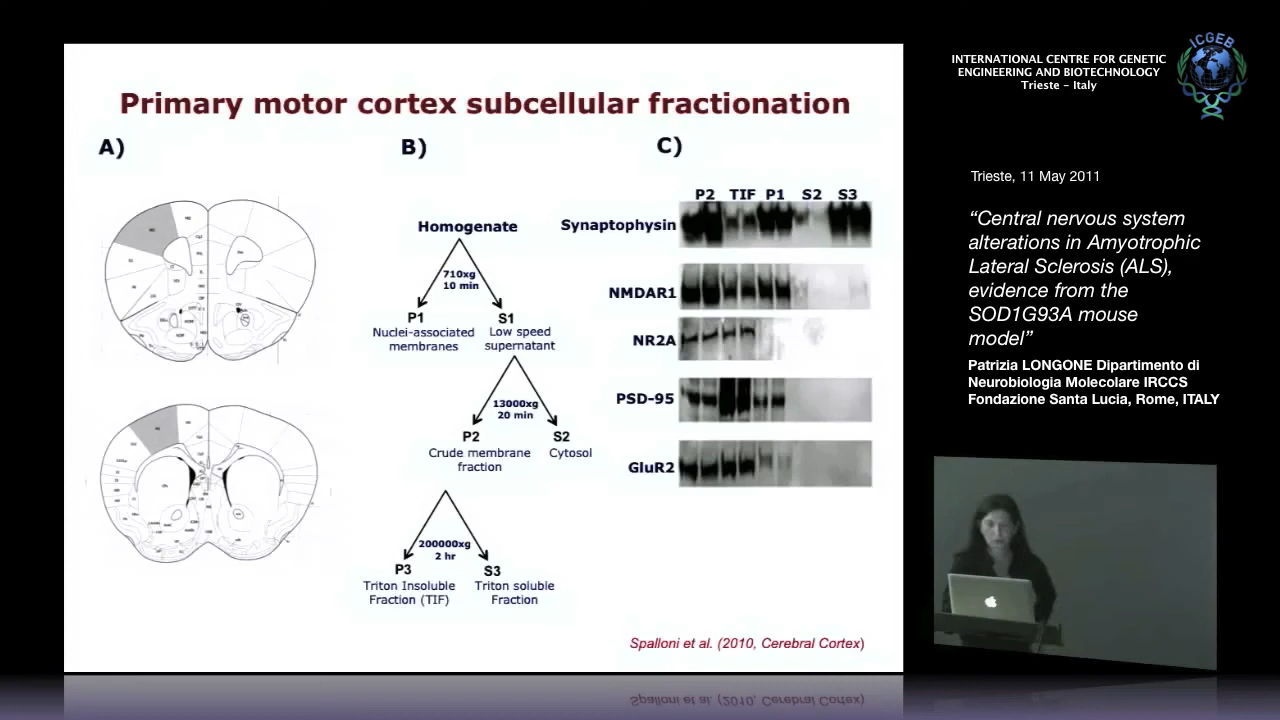 Primary motor cortex subcellular fractionation
A)
B)
C)
Homogenate
710xg
10 min
P1
Nuclei-associated
membranes
S1
Low speed
supernatant
13000xg
20 min
P2
Crude membrane
fraction
S2
Cytosol
200000xg
2 hr
P3
Triton Insoluble
Fraction (TIF)
S3
Triton soluble
Fraction
P2 TIF P1 S2 S3
Synaptophysin
NMDAR1
NR2A
PSD-95
GluR2
Spalloni et al. (2010, Cerebral Cortex)
INTERNATIONAL CENTRE FOR GENETIC
ENGINEERING AND BIOTECHNOLOGY
Trieste - Italy
ICGEB
Trieste, 11 May 2011
“Central nervous system
alterations in Amyotrophic
Lateral Sclerosis (ALS),
evidence from the
SOD1G93A mouse
model”
Patrizia LONGONE Dipartimento di
Neurobiologia Molecolare IRCCS
Fondazione Santa Lucia, Rome, ITALY